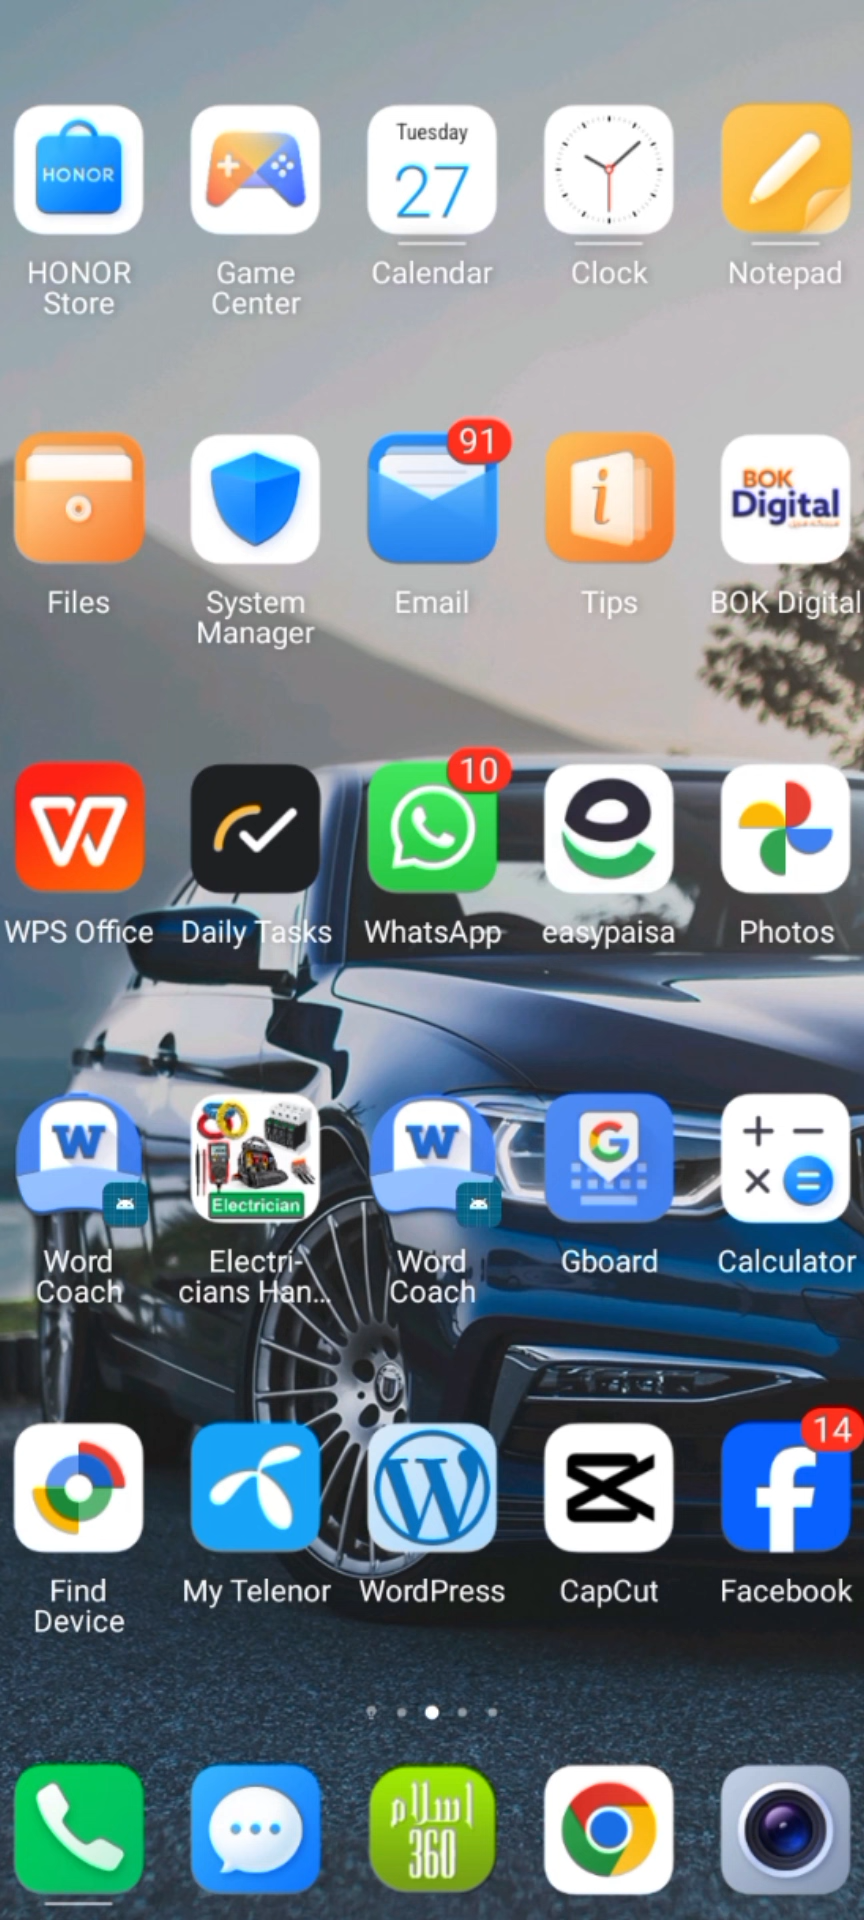 HONOR
Tuesday
27
HONOR
Store
Game
Center
Calendar
Clock
Notepad
91
BOK
Digital
Files
System
Manager
Email
Tips
BOK Digital
10
WPS Office
Daily Tasks
WhatsApp
easypaisa
Photos
W
W
G
Electrician
Word
Coach
Electri-
cians Han...
Word
Coach
Gboard
Calculator
14
Find
Device
My Telenor
WordPress
CapCut
Facebook
اسلام
360